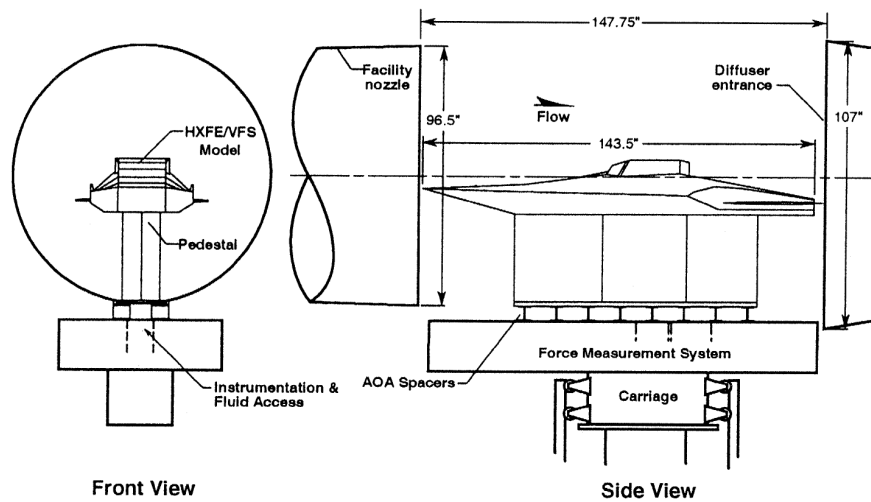 147.75"
Facility
nozzle
Diffuser
entrance
HXFE/VFS
Model
96.5"
Flow
107"
143.5"
Pedestal
Force Measurement System
Instrumentation &
Fluid Access
AOA Spacers
Carriage
Front View
Side View